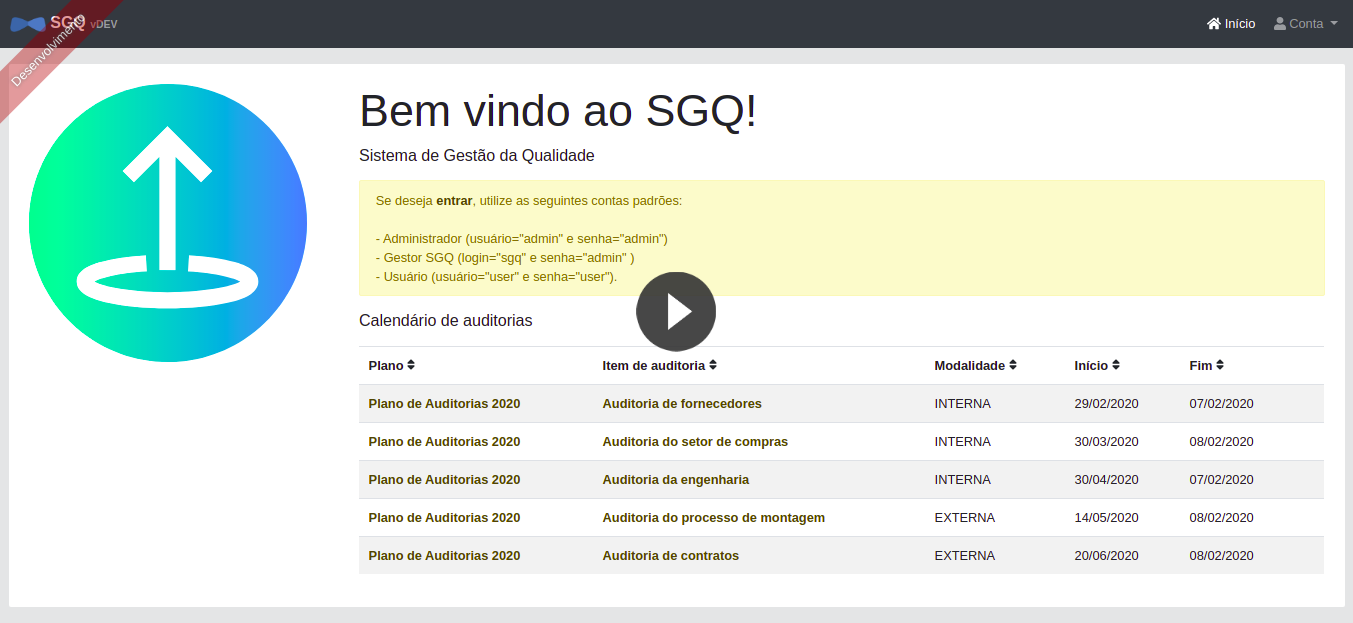 SGQ vDEV
Início
Conta
Desenvolvimento
Bem vindo ao SGQ!
Sistema de Gestão da Qualidade
Se deseja entrar, utilize as seguintes contas padrões:
- Administrador (usuário="admin" e senha="admin")
- Gestor SGQ (login="sgq" e senha="admin" )
- Usuário (usuário="user" e senha="user").
Calendário de auditorias
Plano Item de auditoria Modalidade Início Fim
Plano de Auditorias 2020 Auditoria de fornecedores INTERNA 29/02/2020 07/02/2020
Plano de Auditorias 2020 Auditoria do setor de compras INTERNA 30/03/2020 08/02/2020
Plano de Auditorias 2020 Auditoria da engenharia INTERNA 30/04/2020 07/02/2020
Plano de Auditorias 2020 Auditoria do processo de montagem EXTERNA 14/05/2020 08/02/2020
Plano de Auditorias 2020 Auditoria de contratos EXTERNA 20/06/2020 08/02/2020